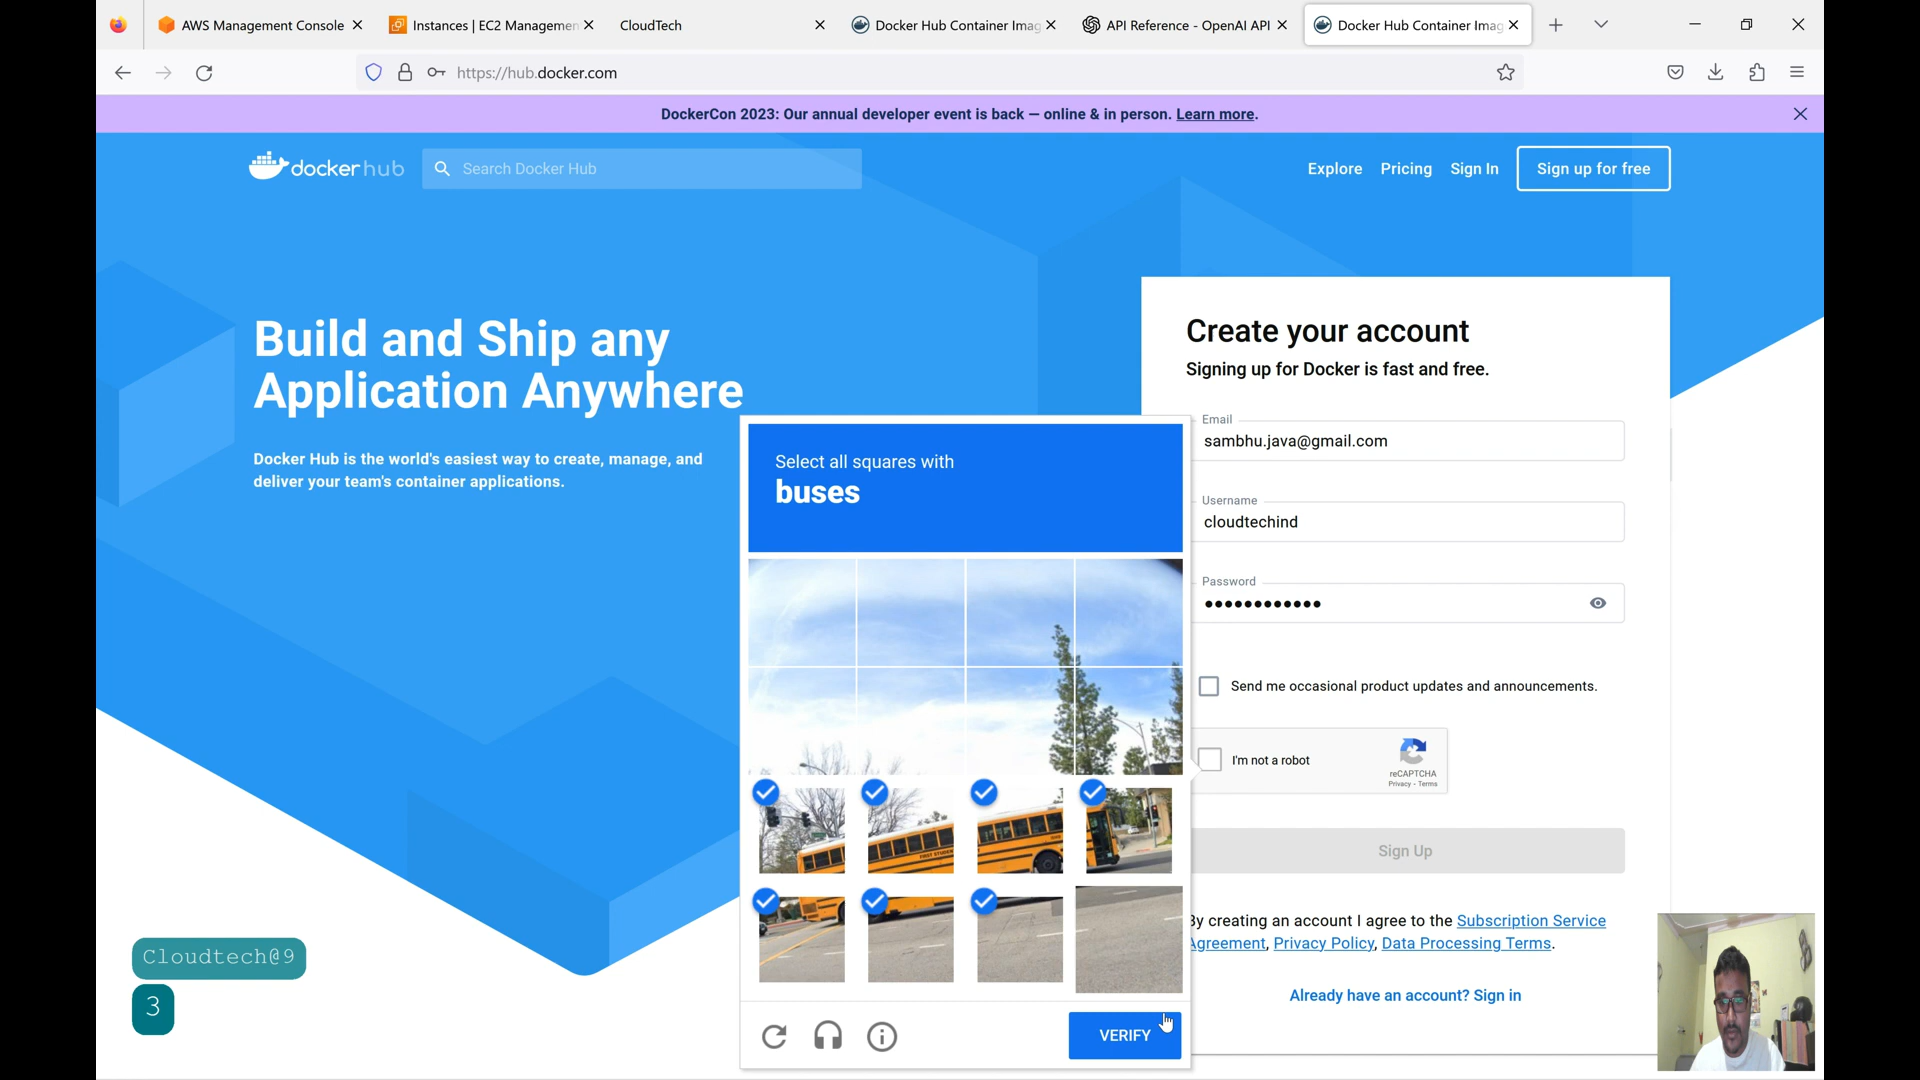 AWS Management Console
Instances | EC2 Managemen
CloudTech
Docker Hub Container Imag
API Reference - OpenAI API
Docker Hub Container Imag
https://hub.docker.com
DockerCon 2023: Our annual developer event is back — online & in person. Learn more.
dockerhub
Search Docker Hub
Explore
Pricing
Sign In
Sign up for free
Build and Ship any
Application Anywhere
Docker Hub is the world's easiest way to create, manage, and
deliver your team's container applications.
Create your account
Signing up for Docker is fast and free.
Email
sambhu.java@gmail.com
Username
cloudtechind
Password
Send me occasional product updates and announcements.
I'm not a robot
reCAPTCHA
Privacy - Terms
Sign Up
By creating an account I agree to the Subscription Service
Agreement, Privacy Policy, Data Processing Terms.
Already have an account? Sign in
Select all squares with
buses
FIRST STUDENT
VERIFY
Cloudtech@9
3